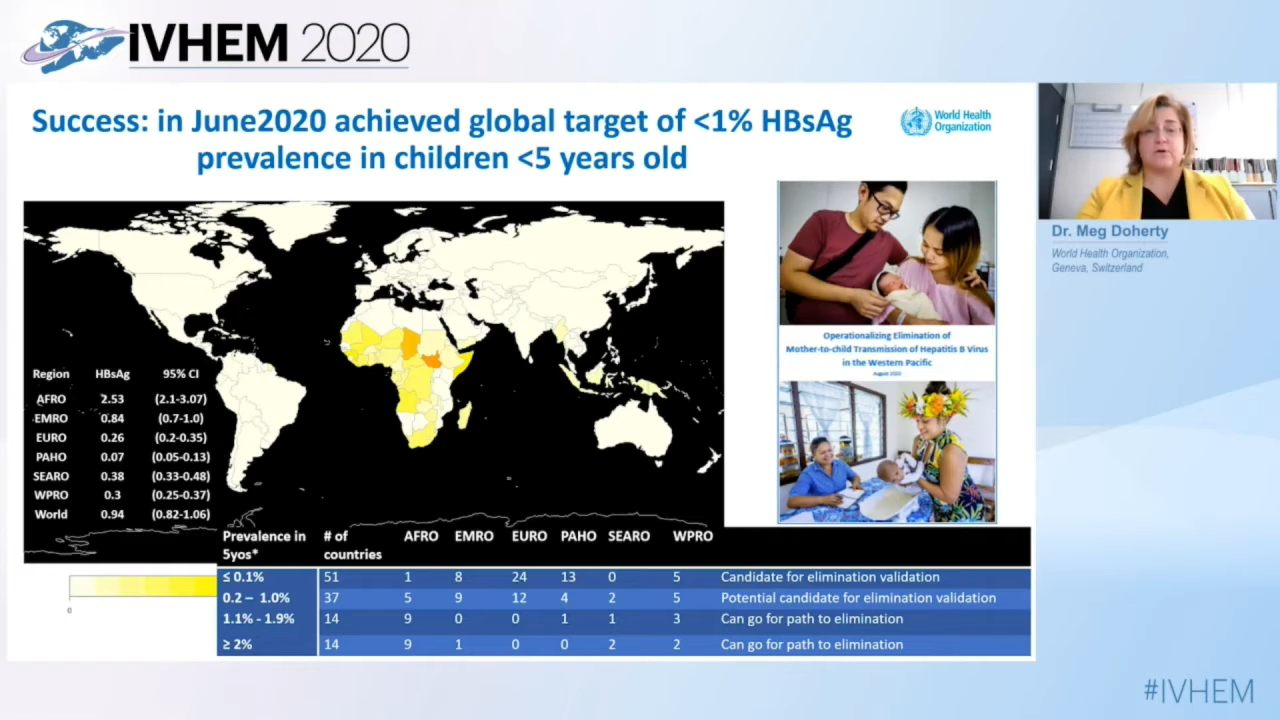 IVHEM 2020
Success: in June2020 achieved global target of <1% HBsAg
prevalence in children <5 years old
World Health
Organization
Dr. Meg Doherty
World Health Organization,
Geneva, Switzerland
Operationalizing Elimination of
Mother-to-child Transmission of Hepatitis B Virus
in the Western Pacific
August 2020
Region HBsAg 95% CI
AFRO 2.53 (2.1-3.07)
EMRO 0.84 (0.7-1.0)
EURO 0.26 (0.2-0.35)
PAHO 0.07 (0.05-0.13)
SEARO 0.38 (0.33-0.48)
WPRO 0.3 (0.25-0.37)
World 0.94 (0.82-1.06)
0
Prevalence in # of AFRO EMRO EURO PAHO SEARO WPRO
5yos* countries
≤ 0.1% 51 1 8 24 13 0 5 Candidate for elimination validation
0.2 – 1.0% 37 5 9 12 4 2 5 Potential candidate for elimination validation
1.1% - 1.9% 14 9 0 0 1 1 3 Can go for path to elimination
≥ 2% 14 9 1 0 0 2 2 Can go for path to elimination
#IVHEM